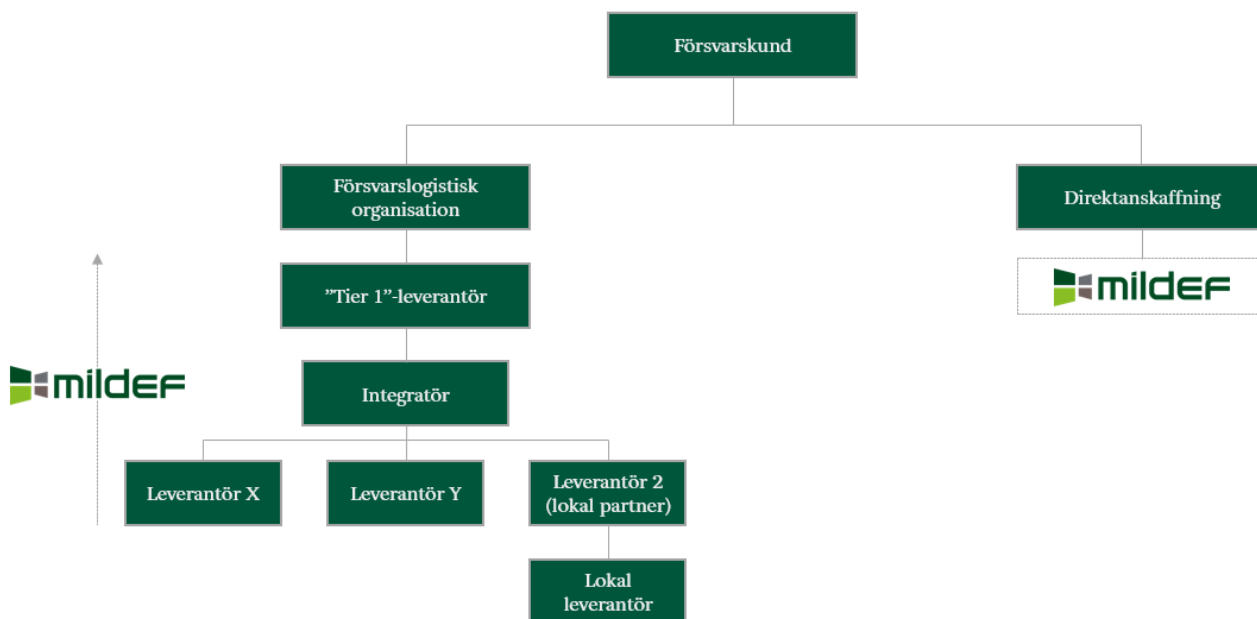 Försvarskund
Försvarslogistisk
organisation
Direktanskaffning
”Tier 1”-leverantör
mildef
mildef
Integratör
Leverantör X
Leverantör Y
Leverantör 2
(lokal partner)
Lokal
leverantör